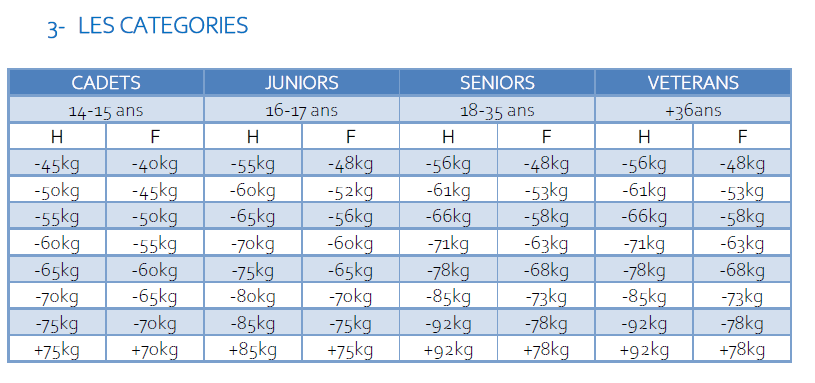 3- LES CATEGORIES
CADETS JUNIORS SENIORS VETERANS
14-15 ans 16-17 ans 18-35 ans +36ans
H F H F H F H F
-45kg -40kg -55kg -48kg -56kg -48kg -56kg -48kg
-50kg -45kg -60kg -52kg -61kg -53kg -61kg -53kg
-55kg -50kg -65kg -56kg -66kg -58kg -66kg -58kg
-60kg -55kg -70kg -60kg -71kg -63kg -71kg -63kg
-65kg -60kg -75kg -65kg -78kg -68kg -78kg -68kg
-70kg -65kg -80kg -70kg -85kg -73kg -85kg -73kg
-75kg -70kg -85kg -75kg -92kg -78kg -92kg -78kg
+75kg +70kg +85kg +75kg +92kg +78kg +92kg +78kg